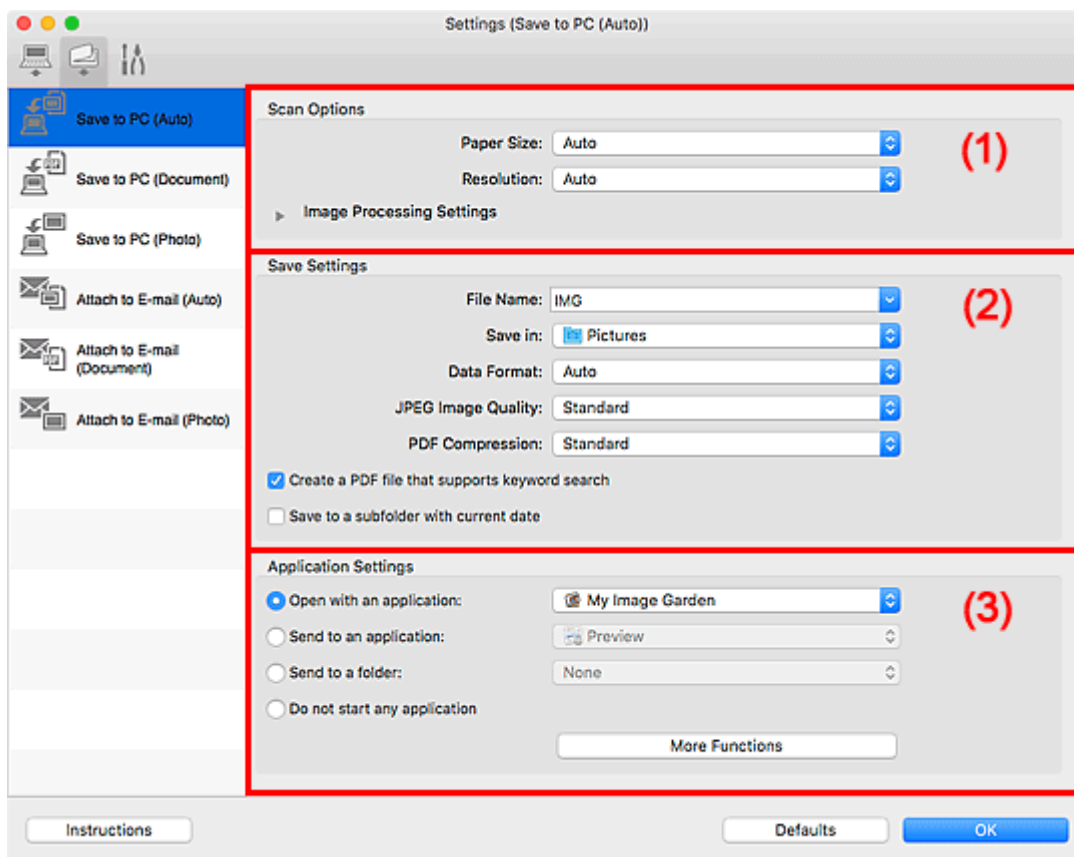 Settings (Save to PC (Auto))
Save to PC (Auto)
Save to PC (Document)
Save to PC (Photo)
Attach to E-mail (Auto)
Attach to E-mail
(Document)
Attach to E-mail (Photo)
Scan Options
(1)
Paper Size: Auto
Resolution: Auto
Image Processing Settings
Save Settings
(2)
File Name: IMG
Save in: Pictures
Data Format: Auto
JPEG Image Quality: Standard
PDF Compression: Standard
Create a PDF file that supports keyword search
Save to a subfolder with current date
Application Settings
(3)
Open with an application: My Image Garden
Send to an application: Preview
Send to a folder: None
Do not start any application
More Functions
Instructions Defaults OK